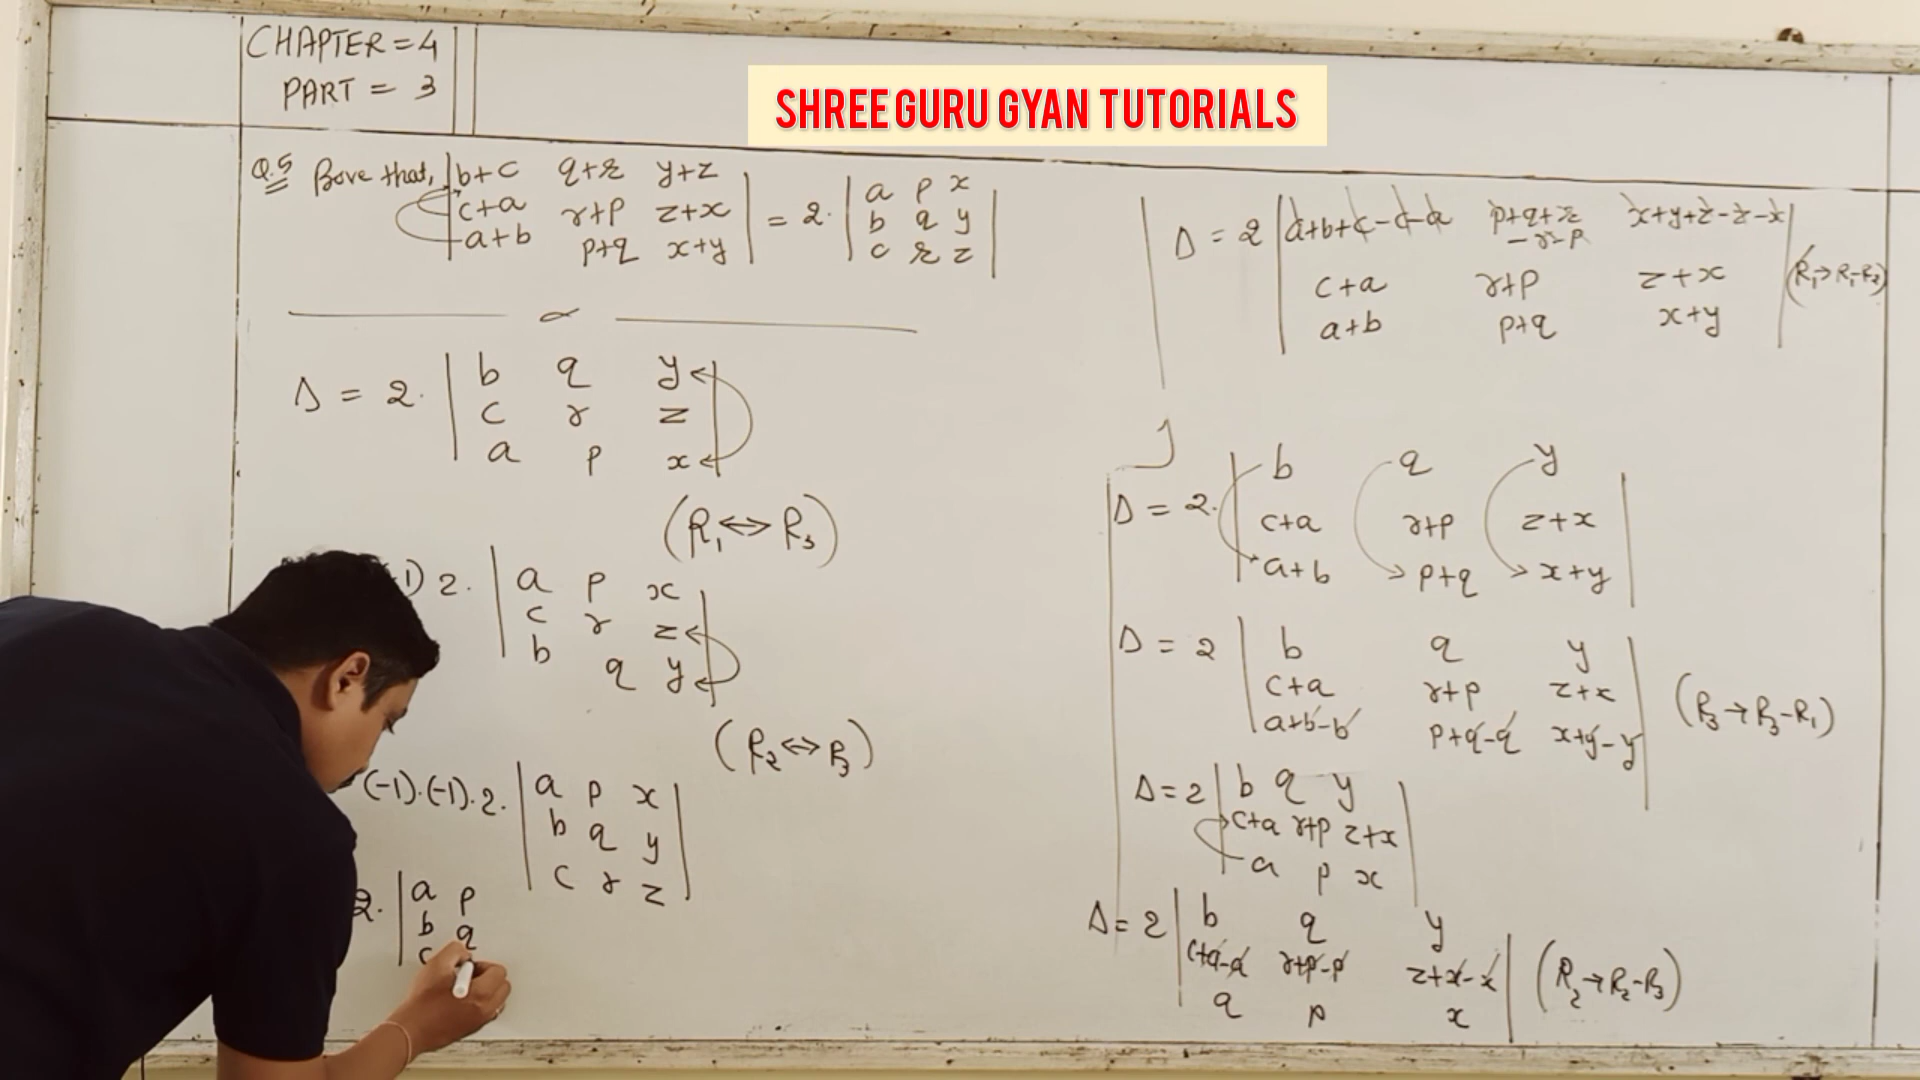 CHAPTER = 4
PART = 3
SHREE GURU GYAN TUTORIALS
Q.5 Prove that, | b+c q+r y+z |
| c+a r+p z+x | = 2. | a p x |
| a+b p+q x+y | | b q y |
| c r z |
Δ = 2. | b q y |
| c r z |
| a p x |
(R₁ ↔ R₃)
1) 2. | a p x |
| c r z |
| b q y |
(R₂ ↔ R₃)
(-1).(-1).2. | a p x |
| b q y |
| c r z |
2. | a p
| b q
| c
Δ = 2 | a+b+c-c-a p+q+r-r-p x+y+z-z-x |
| c+a r+p z+x | (R₁→R₁-R₂)
| a+b p+q x+y |
Δ = 2. | b q y |
| c+a r+p z+x |
| a+b p+q x+y |
Δ = 2 | b q y |
| c+a r+p z+x | (R₃→R₃-R₁)
| a+b-b p+q-q x+y-y |
Δ = 2 | b q y |
| c+a r+p z+x |
| a p x |
Δ = 2 | b q y |
| c+a-a r+p-p z+x-x | (R₂→R₂-R₃)
| a p x |